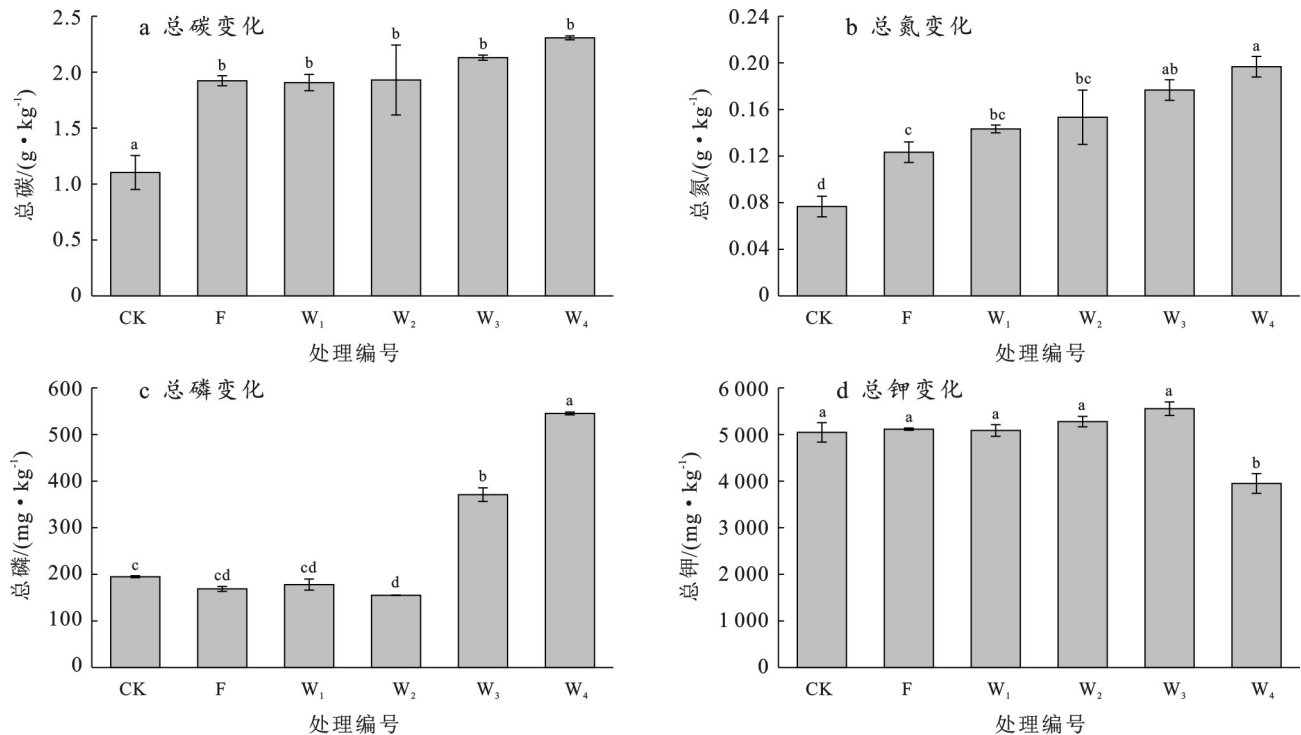 a 总碳变化
总碳/(g·kg⁻¹)
2.5
2.0
1.5
1.0
0.5
0
a
b
b
b
b
b
CK F W₁ W₂ W₃ W₄
处理编号
b 总氮变化
总氮/(g·kg⁻¹)
0.24
0.20
0.16
0.12
0.08
0.04
0
d
c
bc
bc
ab
a
CK F W₁ W₂ W₃ W₄
处理编号
c 总磷变化
总磷/(mg·kg⁻¹)
600
500
400
300
200
100
0
c
cd
cd
d
b
a
CK F W₁ W₂ W₃ W₄
处理编号
d 总钾变化
总钾/(mg·kg⁻¹)
6 000
5 000
4 000
3 000
2 000
1 000
0
a
a
a
a
a
b
CK F W₁ W₂ W₃ W₄
处理编号